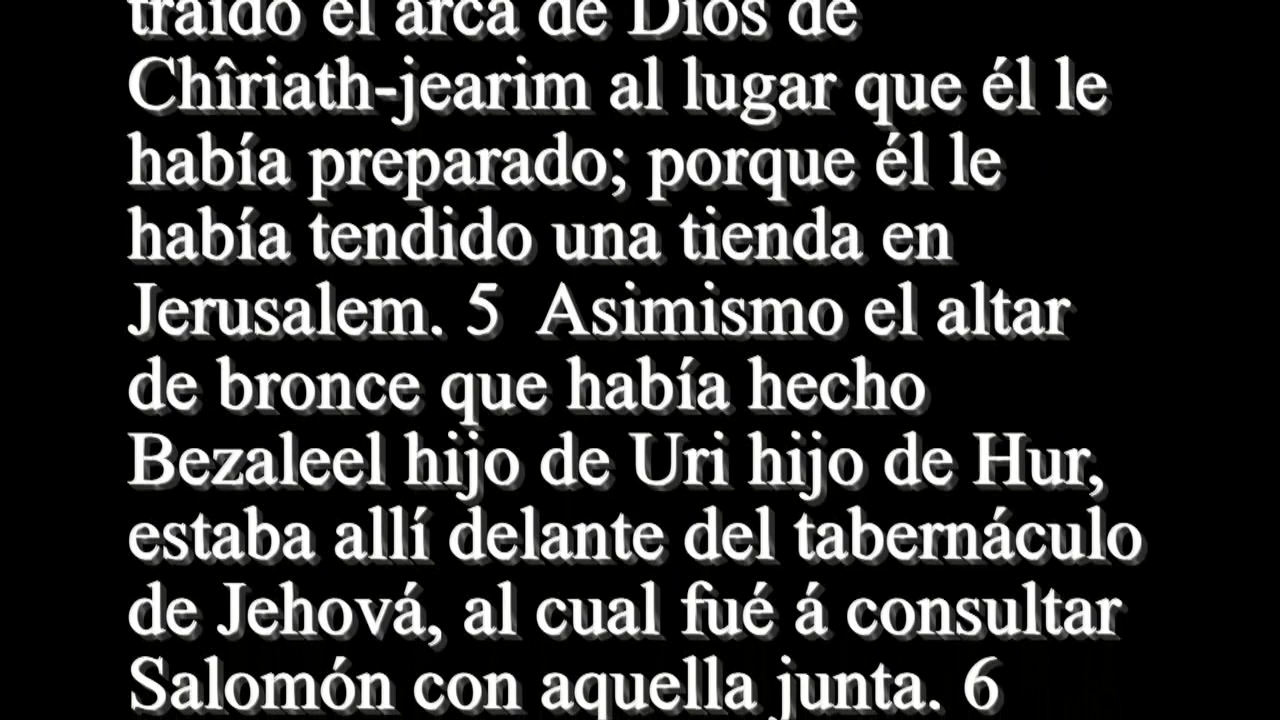 traído el arca de Dios de
Chîriath-jearim al lugar que él le
había preparado; porque él le
había tendido una tienda en
Jerusalem. 5  Asimismo el altar
de bronce que había hecho
Bezaleel hijo de Uri hijo de Hur,
estaba allí delante del tabernáculo
de Jehová, al cual fué á consultar
Salomón con aquella junta. 6